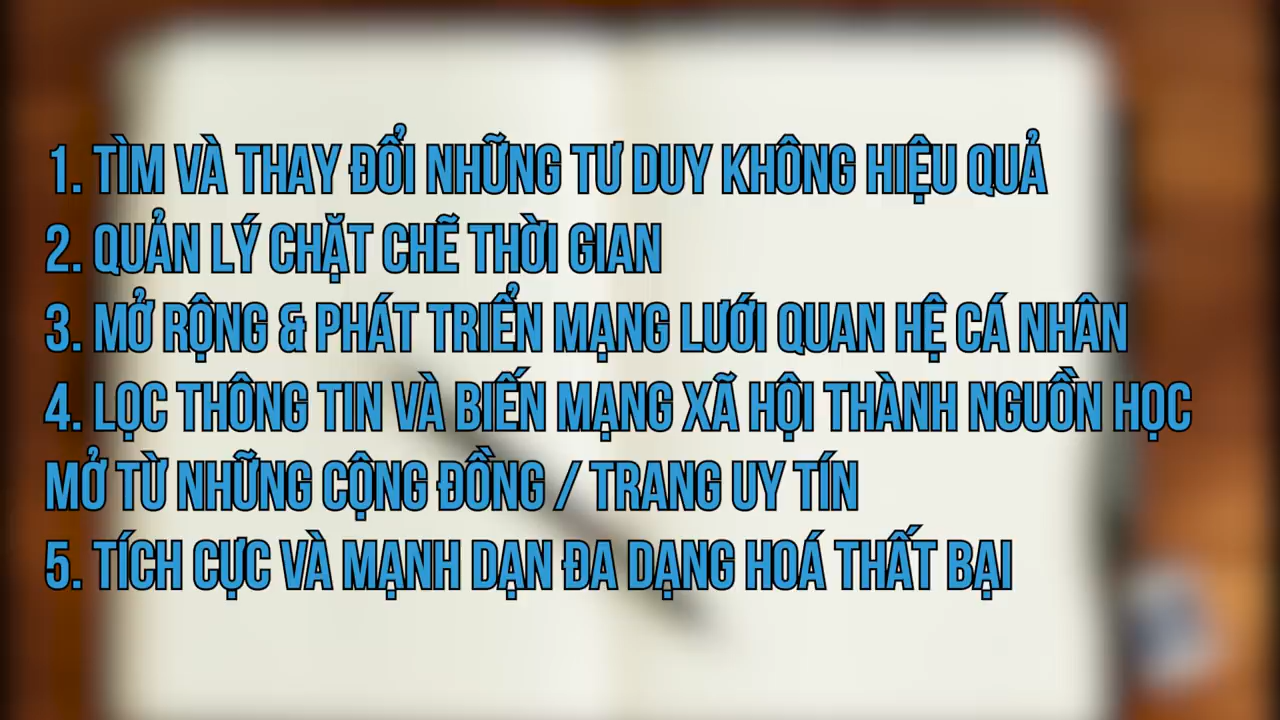 1. TÌM VÀ THAY ĐỔI NHỮNG TƯ DUY KHÔNG HIỆU QUẢ
2. QUẢN LÝ CHẶT CHẼ THỜI GIAN
3. MỞ RỘNG & PHÁT TRIỂN MẠNG LƯỚI QUAN HỆ CÁ NHÂN
4. LỌC THÔNG TIN VÀ BIẾN MẠNG XÃ HỘI THÀNH NGUỒN HỌC
MỞ TỪ NHỮNG CỘNG ĐỒNG / TRANG UY TÍN
5. TÍCH CỰC VÀ MẠNH DẠN ĐA DẠNG HOÁ THẤT BẠI